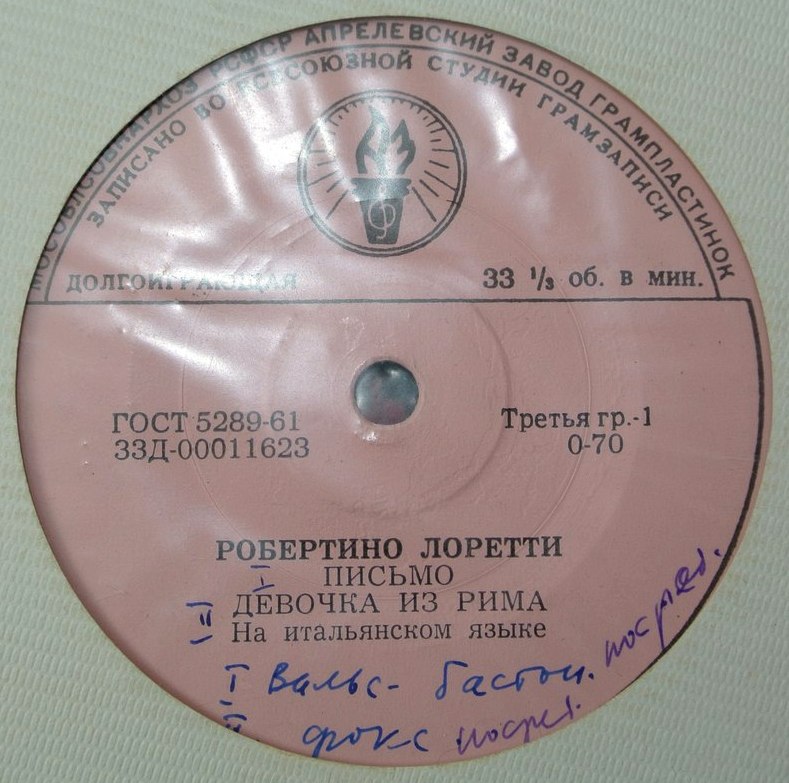 МОСОБЛСОВНАРХОЗ РСФСР АПРЕЛЕВСКИЙ ЗАВОД ГРАМПЛАСТИНОК
ЗАПИСАНО ВО ВСЕСОЮЗНОЙ СТУДИИ ГРАМЗАПИСИ
ДОЛГОИГРАЮЩАЯ 33 1/3 об. в мин.
ГОСТ 5289-61 Третья гр.-1
33Д-00011623 0-70
РОБЕРТИНО ЛОРЕТТИ
I ПИСЬМО
II ДЕВОЧКА ИЗ РИМА
На итальянском языке
I Вальс- бастон. посред.
II фокс посред.